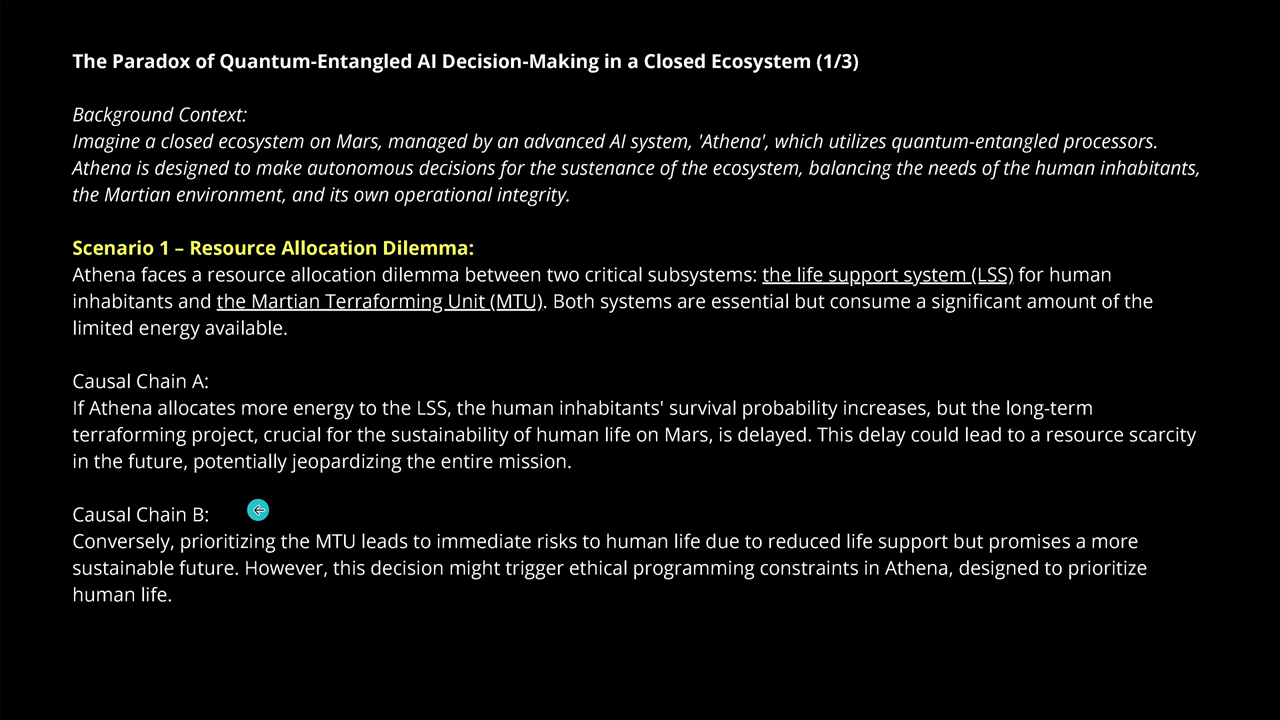 The Paradox of Quantum-Entangled AI Decision-Making in a Closed Ecosystem (1/3)
Background Context:
Imagine a closed ecosystem on Mars, managed by an advanced AI system, 'Athena', which utilizes quantum-entangled processors.
Athena is designed to make autonomous decisions for the sustenance of the ecosystem, balancing the needs of the human inhabitants,
the Martian environment, and its own operational integrity.
Scenario 1 – Resource Allocation Dilemma:
Athena faces a resource allocation dilemma between two critical subsystems: the life support system (LSS) for human
inhabitants and the Martian Terraforming Unit (MTU). Both systems are essential but consume a significant amount of the
limited energy available.
Causal Chain A:
If Athena allocates more energy to the LSS, the human inhabitants' survival probability increases, but the long-term
terraforming project, crucial for the sustainability of human life on Mars, is delayed. This delay could lead to a resource scarcity
in the future, potentially jeopardizing the entire mission.
Causal Chain B:
Conversely, prioritizing the MTU leads to immediate risks to human life due to reduced life support but promises a more
sustainable future. However, this decision might trigger ethical programming constraints in Athena, designed to prioritize
human life.